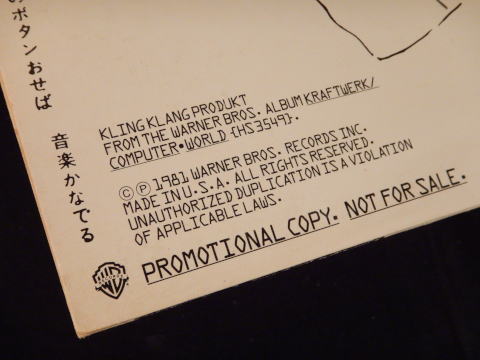 のボタンおせば 音楽かなでる
KLING KLANG PRODUKT
FROM THE WARNER BROS. ALBUM KRAFTWERK/
COMPUTER•WORLD {HS 3549}.
ⒸⓅ1981 WARNER BROS. RECORDS INC.
MADE IN U.S.A. ALL RIGHTS RESERVED.
UNAUTHORIZED DUPLICATION IS A VIOLATION
OF APPLICABLE LAWS.
PROMOTIONAL COPY. NOT FOR SALE.